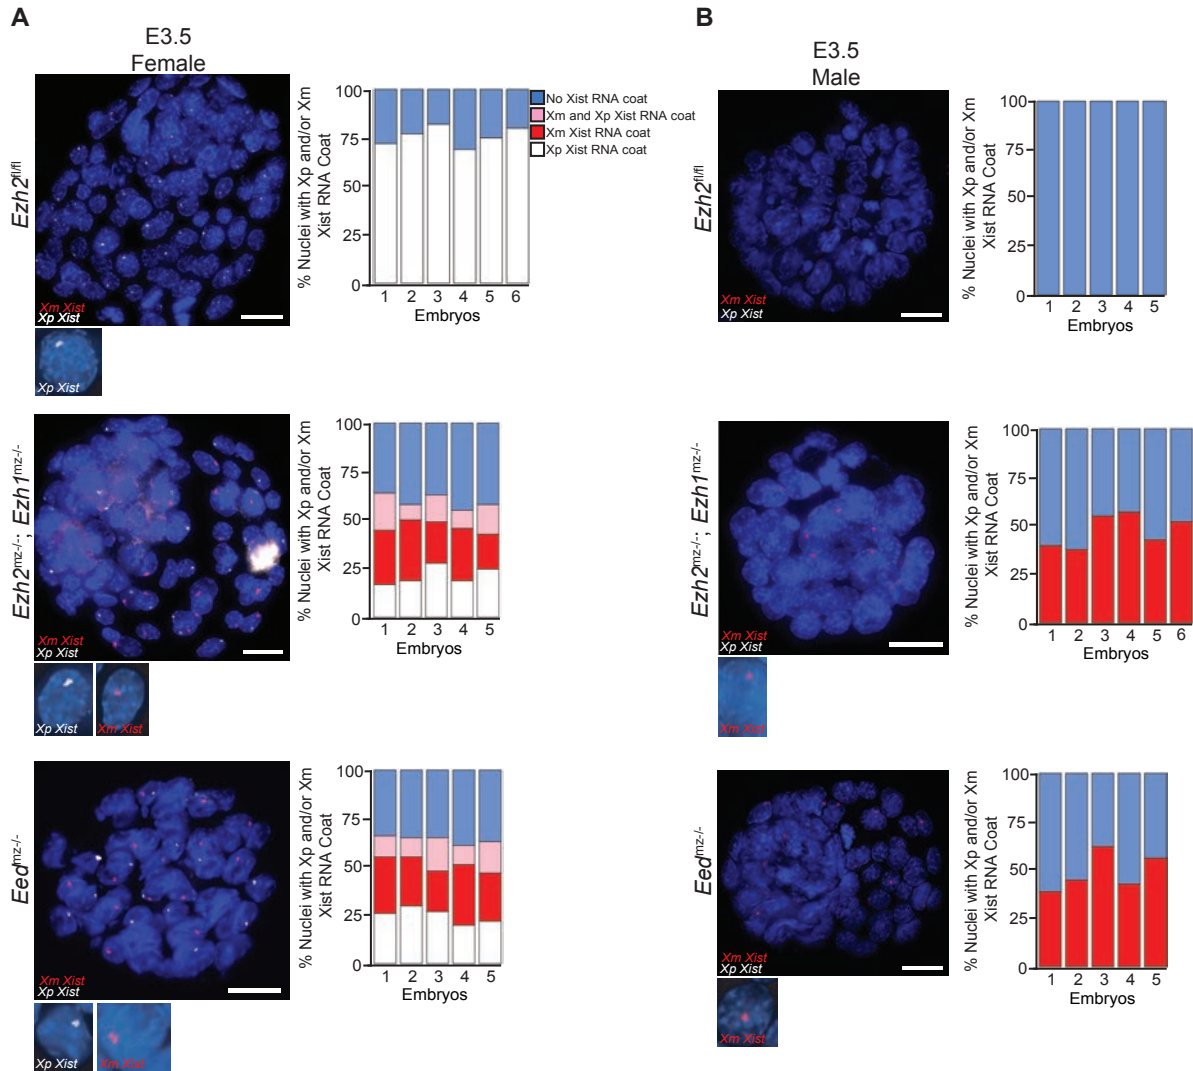 A
E3.5
Female
Ezh2fl/fl
Xm Xist
Xp Xist
Xp Xist
% Nuclei with Xp and/or Xm
Xist RNA Coat
100
75
50
25
0
1 2 3 4 5 6
Embryos
No Xist RNA coat
Xm and Xp Xist RNA coat
Xm Xist RNA coat
Xp Xist RNA coat
Ezh2mz-/-; Ezh1mz-/-
Xm Xist
Xp Xist
Xp Xist
Xm Xist
% Nuclei with Xp and/or Xm
Xist RNA Coat
100
75
50
25
0
1 2 3 4 5
Embryos
Eedmz-/-
Xm Xist
Xp Xist
Xp Xist
Xm Xist
% Nuclei with Xp and/or Xm
Xist RNA Coat
100
75
50
25
0
1 2 3 4 5
Embryos
B
E3.5
Male
Ezh2fl/fl
Xm Xist
Xp Xist
% Nuclei with Xp and/or Xm
Xist RNA Coat
100
75
50
25
0
1 2 3 4 5
Embryos
Ezh2mz-/-; Ezh1mz-/-
Xm Xist
Xp Xist
Xm Xist
% Nuclei with Xp and/or Xm
Xist RNA Coat
100
75
50
25
0
1 2 3 4 5 6
Embryos
Eedmz-/-
Xm Xist
Xp Xist
Xm Xist
% Nuclei with Xp and/or Xm
Xist RNA Coat
100
75
50
25
0
1 2 3 4 5
Embryos